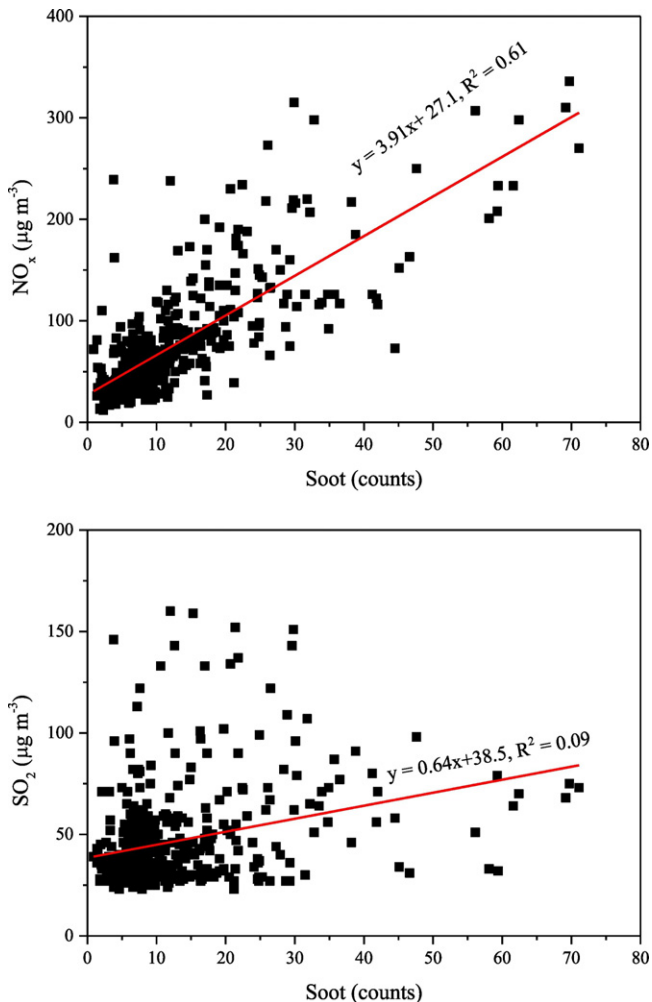 400
300
200
100
0
NOₓ (µg m⁻³)
y = 3.91x+ 27.1, R² = 0.61
0 10 20 30 40 50 60 70 80
Soot (counts)
200
150
100
50
0
SO₂ (µg m⁻³)
y = 0.64x+38.5, R² = 0.09
0 10 20 30 40 50 60 70 80
Soot (counts)